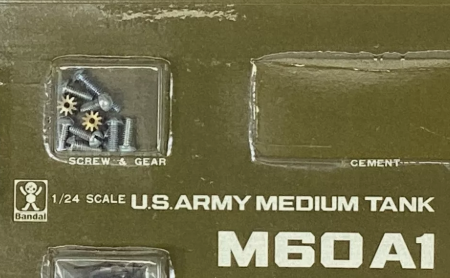 SCREW & GEAR
CEMENT
Bandai
1/24 SCALE U.S.ARMY MEDIUM TANK
M60A1